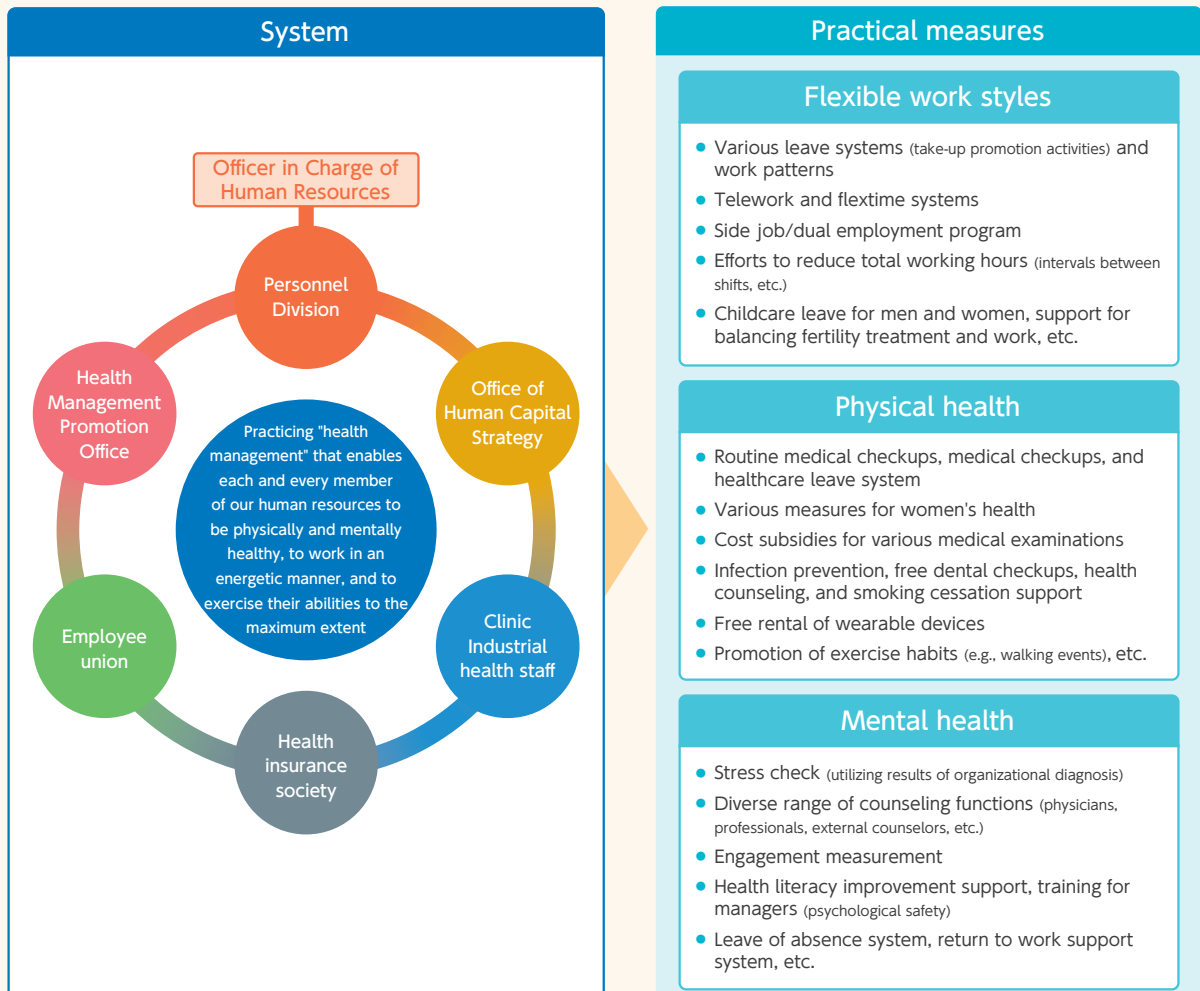 System
Officer in Charge of
Human Resources
Personnel
Division
Health
Management
Promotion
Office
Office of
Human Capital
Strategy
Practicing "health
management" that enables
each and every member
of our human resources to
be physically and mentally
healthy, to work in an
energetic manner, and to
exercise their abilities to the
maximum extent
Employee
union
Clinic
Industrial
health staff
Health
insurance
society
Practical measures
Flexible work styles
● Various leave systems (take-up promotion activities) and
work patterns
● Telework and flextime systems
● Side job/dual employment program
● Efforts to reduce total working hours (intervals between
shifts, etc.)
● Childcare leave for men and women, support for
balancing fertility treatment and work, etc.
Physical health
● Routine medical checkups, medical checkups, and
healthcare leave system
● Various measures for women's health
● Cost subsidies for various medical examinations
● Infection prevention, free dental checkups, health
counseling, and smoking cessation support
● Free rental of wearable devices
● Promotion of exercise habits (e.g., walking events), etc.
Mental health
● Stress check (utilizing results of organizational diagnosis)
● Diverse range of counseling functions (physicians,
professionals, external counselors, etc.)
● Engagement measurement
● Health literacy improvement support, training for
managers (psychological safety)
● Leave of absence system, return to work support
system, etc.